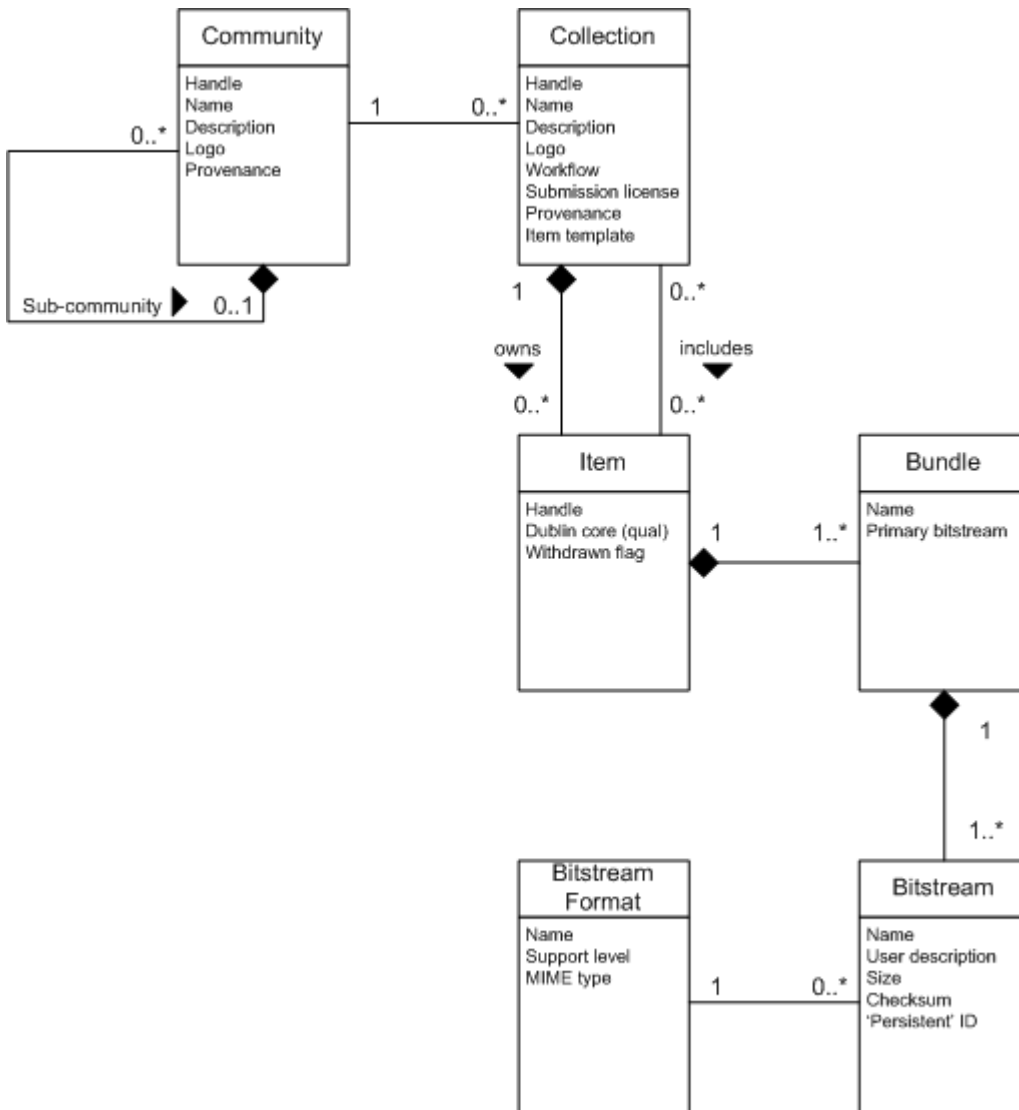 Community
Handle
Name
Description
Logo
Provenance
1
0..*
Collection
Handle
Name
Description
Logo
Workflow
Submission license
Provenance
Item template
0..*
Sub-community
0..1
1
owns
0..*
0..*
includes
0..*
Item
Handle
Dublin core (qual)
Withdrawn flag
1
1..*
Bundle
Name
Primary bitstream
1
1..*
Bitstream
Format
Name
Support level
MIME type
1
0..*
Bitstream
Name
User description
Size
Checksum
‘Persistent’ ID